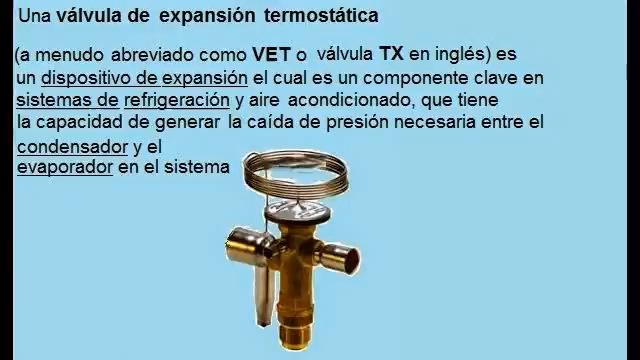 Una válvula de expansión termostática
(a menudo abreviado como VET o válvula TX en inglés) es
un dispositivo de expansión el cual es un componente clave en
sistemas de refrigeración y aire acondicionado, que tiene
la capacidad de generar la caída de presión necesaria entre el
condensador y el
evaporador en el sistema